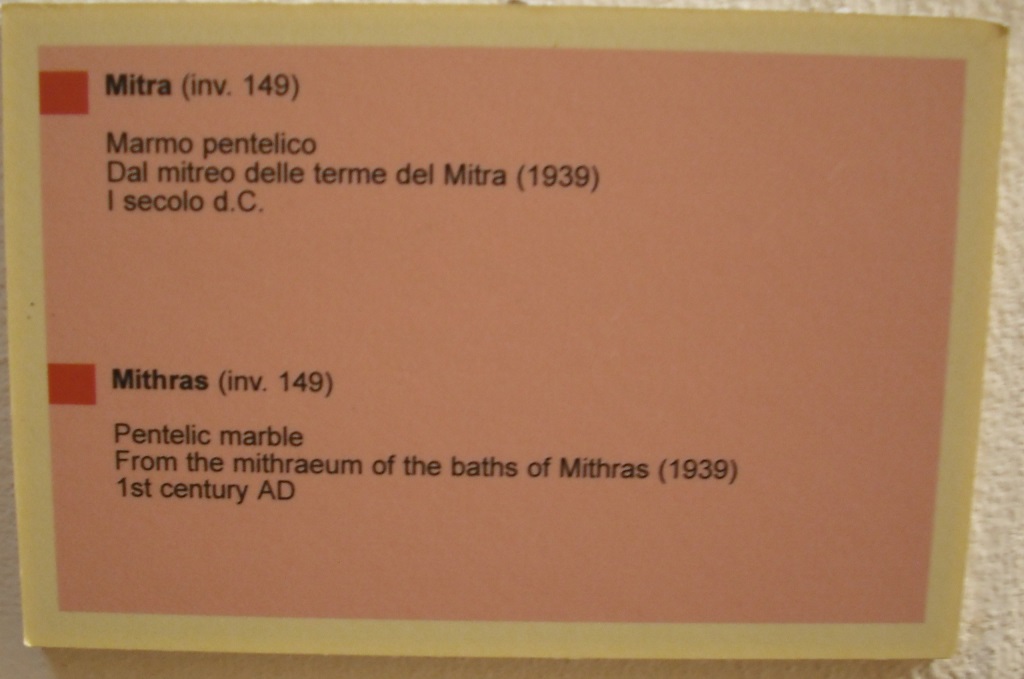 Mitra (inv. 149)
Marmo pentelico
Dal mitreo delle terme del Mitra (1939)
I secolo d.C.
Mithras (inv. 149)
Pentelic marble
From the mithraeum of the baths of Mithras (1939)
1st century AD